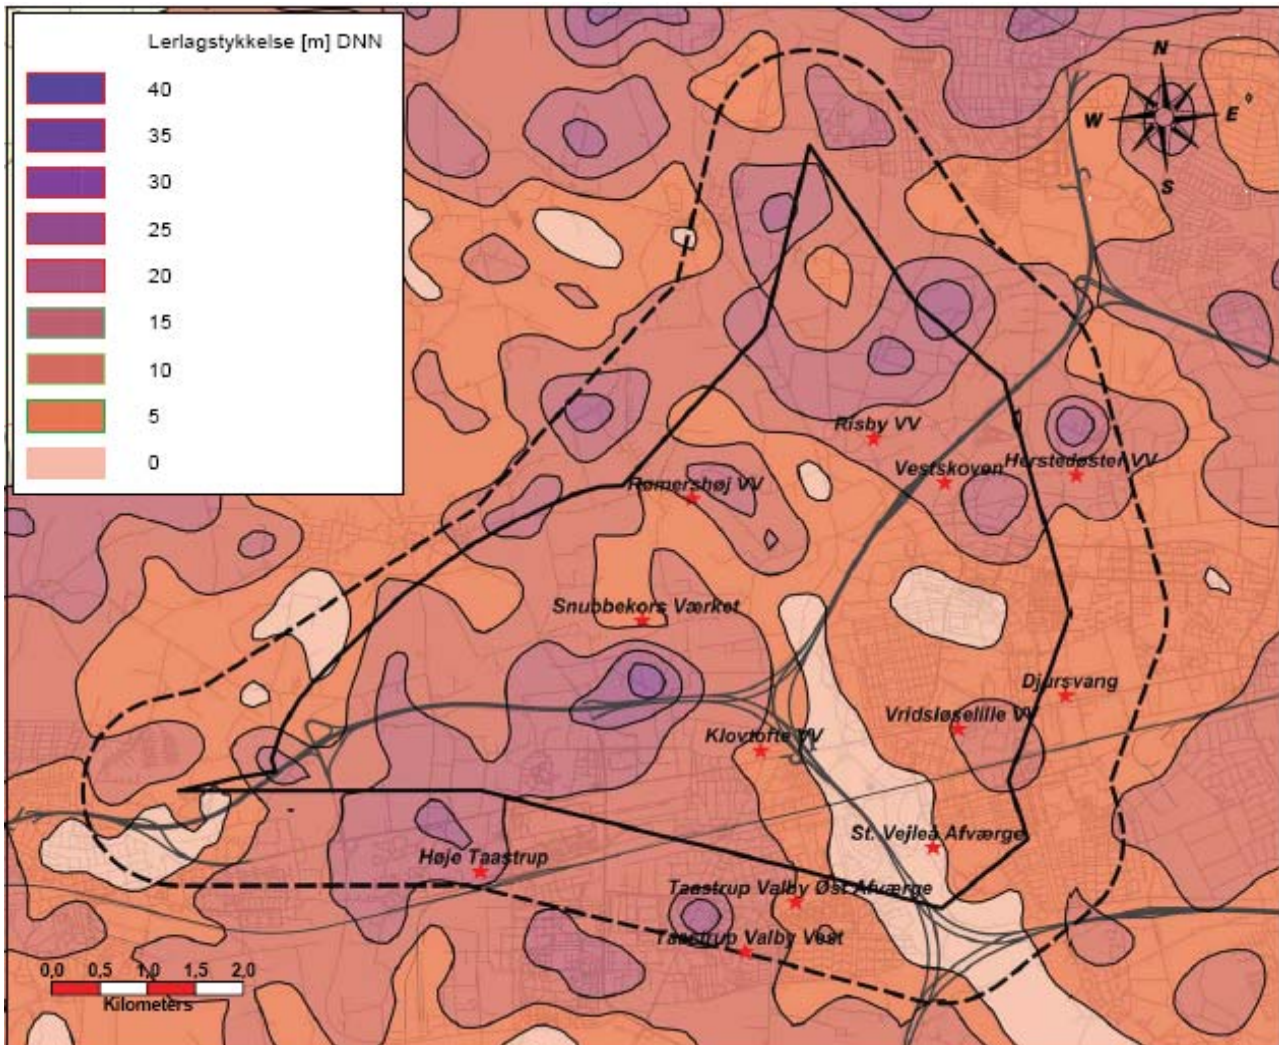 Lerlagstykkelse [m] DNN
40
35
30
25
20
15
10
5
0
N
W
E
S
Risby VV
Vestskoven
Herstedøster VV
Rømershøj VV
Snubbekors Værket
Djursvang
Vridsløselille VV
Klovtofte VV
St. Vejleå Afværge
Høje Taastrup
Taastrup Valby Øst Afværge
Taastrup Valby Vest
0,0 0,5 1,0 1,5 2,0
Kilometers